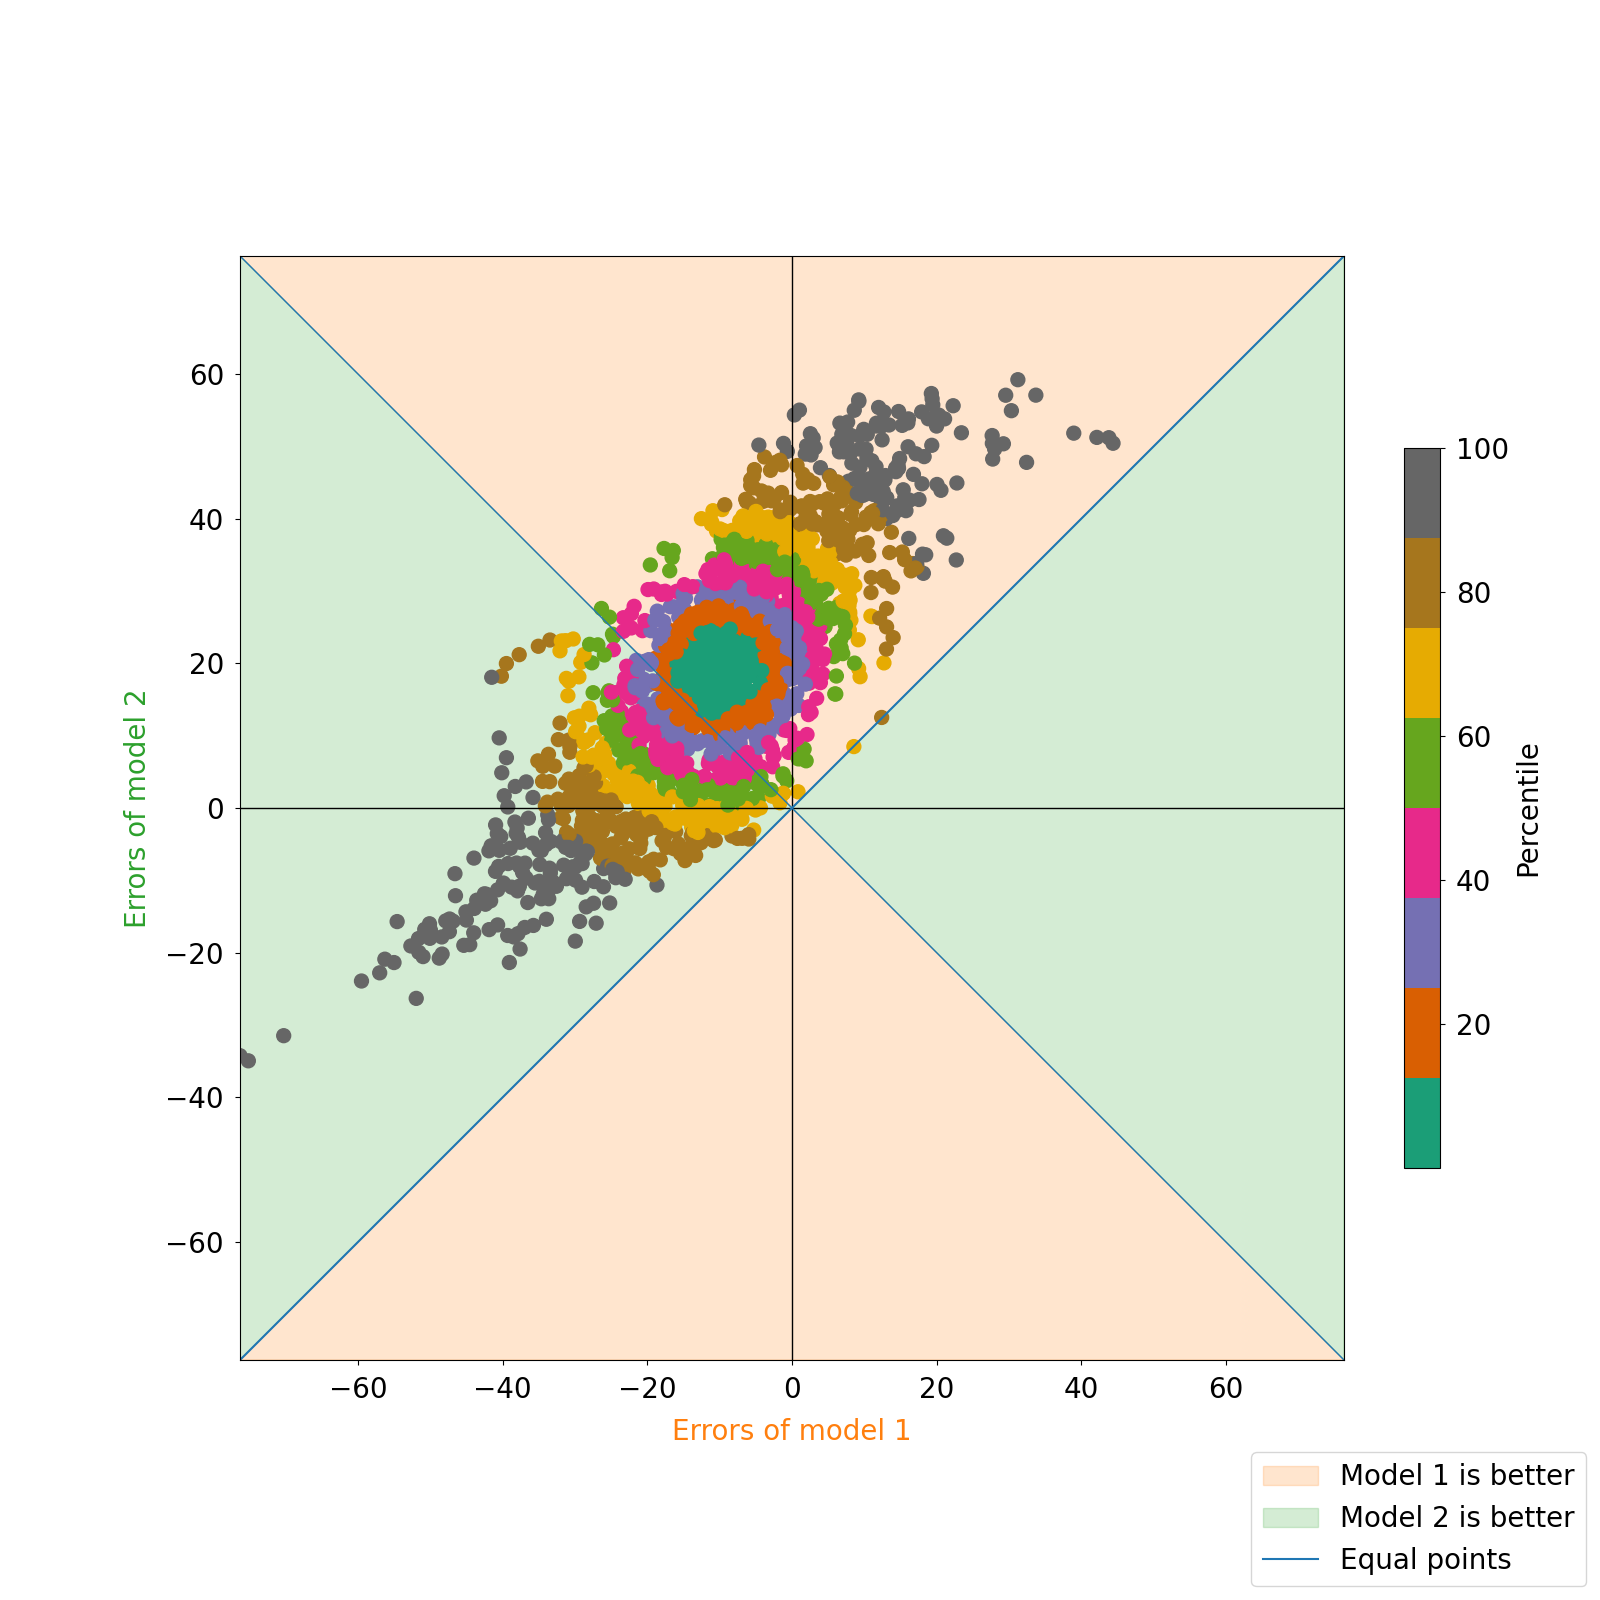 60
40
20
0
−20
−40
−60
Errors of model 2
−60 −40 −20 0 20 40 60
Errors of model 1
100
80
60
40
20
Percentile
Model 1 is better
Model 2 is better
Equal points